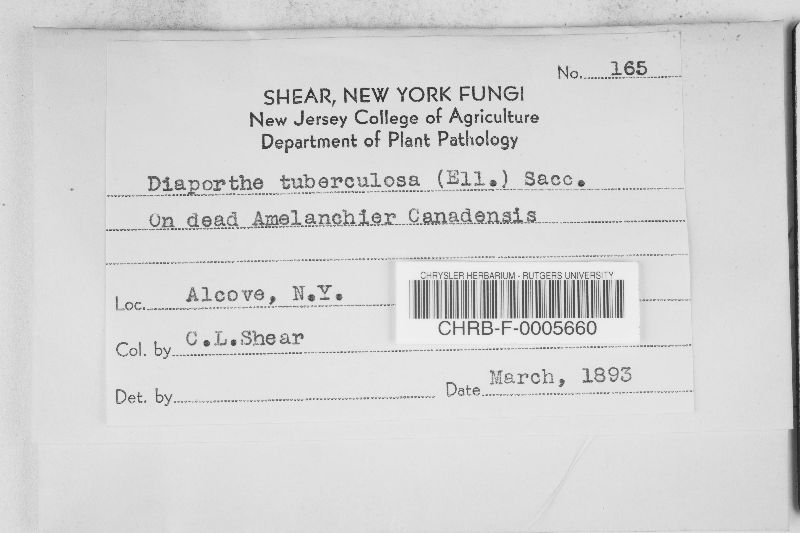 No. 165
SHEAR, NEW YORK FUNGI
New Jersey College of Agriculture
Department of Plant Pathology
Diaporthe tuberculosa (Ell.) Sacc.
On dead Amelanchier Canadensis
CHRYSLER HERBARIUM - RUTGERS UNIVERSITY
Loc. Alcove, N.Y.
CHRB-F-0005660
Col. by C.L.Shear
Det. by
Date March, 1893